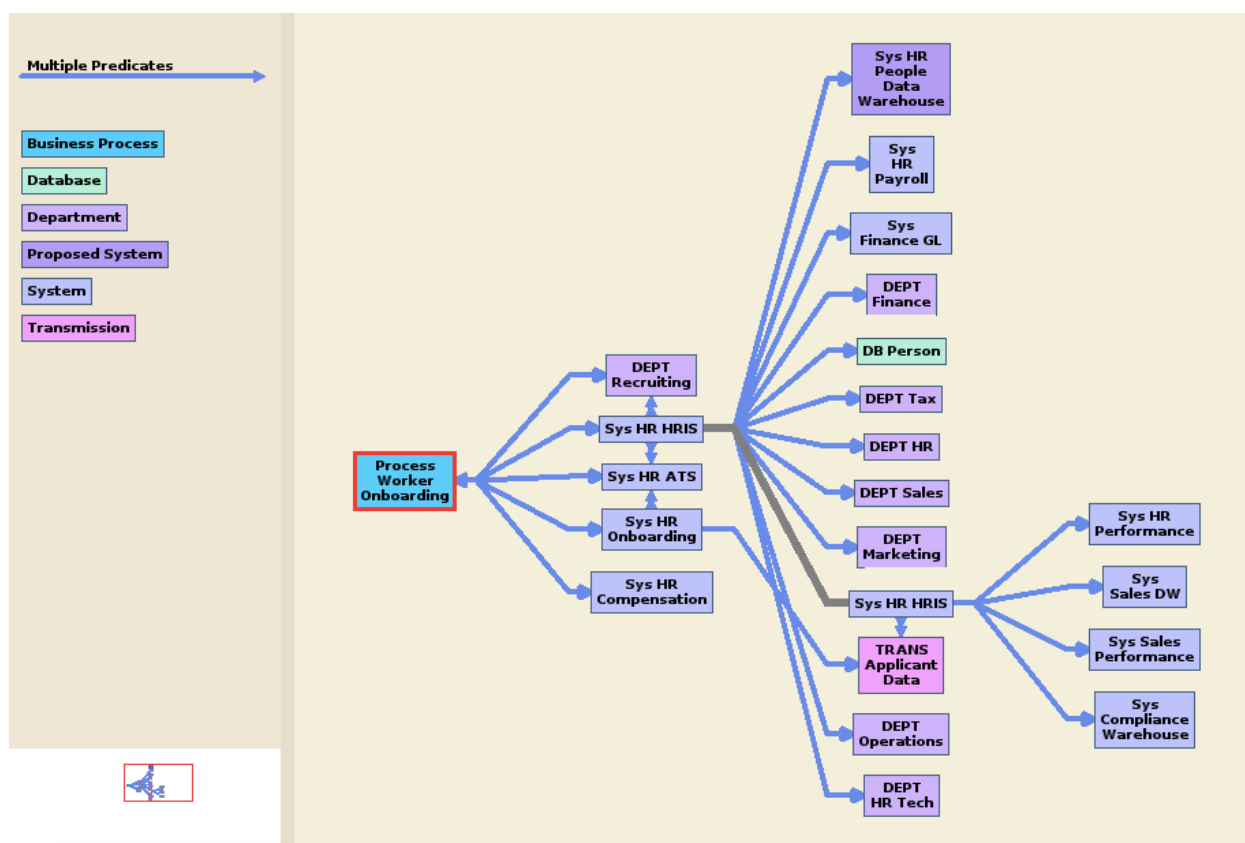 Multiple Predicates
Business Process
Database
Department
Proposed System
System
Transmission
Process
Worker
Onboarding
DEPT
Recruiting
Sys HR HRIS
Sys HR ATS
Sys HR
Onboarding
Sys HR
Compensation
Sys HR
People
Data
Warehouse
Sys
HR
Payroll
Sys
Finance GL
DEPT
Finance
DB Person
DEPT Tax
DEPT HR
DEPT Sales
DEPT
Marketing
Sys HR HRIS
TRANS
Applicant
Data
DEPT
Operations
DEPT
HR Tech
Sys HR
Performance
Sys
Sales DW
Sys Sales
Performance
Sys
Compliance
Warehouse